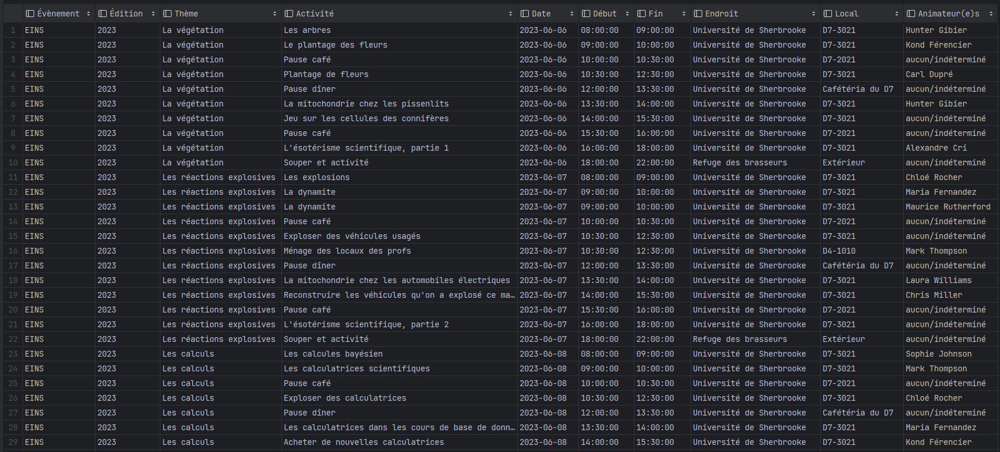 Évènement Édition Thème Activité Date Début Fin Endroit Local Animateur(e)s
1 EINS 2023 La végétation Les arbres 2023-06-06 08:00:00 09:00:00 Université de Sherbrooke D7-3021 Hunter Gibier
2 EINS 2023 La végétation Le plantage des fleurs 2023-06-06 09:00:00 10:00:00 Université de Sherbrooke D7-3021 Kond Férencier
3 EINS 2023 La végétation Pause café 2023-06-06 10:00:00 10:30:00 Université de Sherbrooke D7-2021 aucun/indéterminé
4 EINS 2023 La végétation Plantage de fleurs 2023-06-06 10:30:00 12:30:00 Université de Sherbrooke D7-3021 Carl Dupré
5 EINS 2023 La végétation Pause dîner 2023-06-06 12:00:00 13:30:00 Université de Sherbrooke Cafétéria du D7 aucun/indéterminé
6 EINS 2023 La végétation La mitochondrie chez les pissenlits 2023-06-06 13:30:00 14:00:00 Université de Sherbrooke D7-3021 Hunter Gibier
7 EINS 2023 La végétation Jeu sur les cellules des connifères 2023-06-06 14:00:00 15:30:00 Université de Sherbrooke D7-3021 aucun/indéterminé
8 EINS 2023 La végétation Pause café 2023-06-06 15:30:00 16:00:00 Université de Sherbrooke D7-2021 aucun/indéterminé
9 EINS 2023 La végétation L'ésotérisme scientifique, partie 1 2023-06-06 16:00:00 18:00:00 Université de Sherbrooke D7-3021 Alexandre Cri
10 EINS 2023 La végétation Souper et activité 2023-06-06 18:00:00 22:00:00 Refuge des brasseurs Extérieur aucun/indéterminé
11 EINS 2023 Les réactions explosives Les explosions 2023-06-07 08:00:00 09:00:00 Université de Sherbrooke D7-3021 Chloé Rocher
12 EINS 2023 Les réactions explosives La dynamite 2023-06-07 09:00:00 10:00:00 Université de Sherbrooke D7-3021 Maria Fernandez
13 EINS 2023 Les réactions explosives La dynamite 2023-06-07 09:00:00 10:00:00 Université de Sherbrooke D7-3021 Maurice Rutherford
14 EINS 2023 Les réactions explosives Pause café 2023-06-07 10:00:00 10:30:00 Université de Sherbrooke D7-2021 aucun/indéterminé
15 EINS 2023 Les réactions explosives Exploser des véhicules usagés 2023-06-07 10:30:00 12:30:00 Université de Sherbrooke D7-3021 aucun/indéterminé
16 EINS 2023 Les réactions explosives Ménage des locaux des profs 2023-06-07 10:30:00 12:30:00 Université de Sherbrooke D4-1010 Mark Thompson
17 EINS 2023 Les réactions explosives Pause dîner 2023-06-07 12:00:00 13:30:00 Université de Sherbrooke Cafétéria du D7 aucun/indéterminé
18 EINS 2023 Les réactions explosives La mitochondrie chez les automobiles électriques 2023-06-07 13:30:00 14:00:00 Université de Sherbrooke D7-3021 Laura Williams
19 EINS 2023 Les réactions explosives Reconstruire les véhicules qu'on a explosé ce ma… 2023-06-07 14:00:00 15:30:00 Université de Sherbrooke D7-3021 Chris Miller
20 EINS 2023 Les réactions explosives Pause café 2023-06-07 15:30:00 16:00:00 Université de Sherbrooke D7-2021 aucun/indéterminé
21 EINS 2023 Les réactions explosives L'ésotérisme scientifique, partie 2 2023-06-07 16:00:00 18:00:00 Université de Sherbrooke D7-3021 aucun/indéterminé
22 EINS 2023 Les réactions explosives Souper et activité 2023-06-07 18:00:00 22:00:00 Refuge des brasseurs Extérieur aucun/indéterminé
23 EINS 2023 Les calculs Les calcules bayésien 2023-06-08 08:00:00 09:00:00 Université de Sherbrooke D7-3021 Sophie Johnson
24 EINS 2023 Les calculs Les calculatrices scientifiques 2023-06-08 09:00:00 10:00:00 Université de Sherbrooke D7-3021 Mark Thompson
25 EINS 2023 Les calculs Pause café 2023-06-08 10:00:00 10:30:00 Université de Sherbrooke D7-2021 aucun/indéterminé
26 EINS 2023 Les calculs Exploser des calculatrices 2023-06-08 10:30:00 12:30:00 Université de Sherbrooke D7-3021 Chloé Rocher
27 EINS 2023 Les calculs Pause dîner 2023-06-08 12:00:00 13:30:00 Université de Sherbrooke Cafétéria du D7 aucun/indéterminé
28 EINS 2023 Les calculs Les calculatrices dans les cours de base de donn… 2023-06-08 13:30:00 14:00:00 Université de Sherbrooke D7-3021 Maria Fernandez
29 EINS 2023 Les calculs Acheter de nouvelles calculatrices 2023-06-08 14:00:00 15:30:00 Université de Sherbrooke D7-3021 Kond Férencier